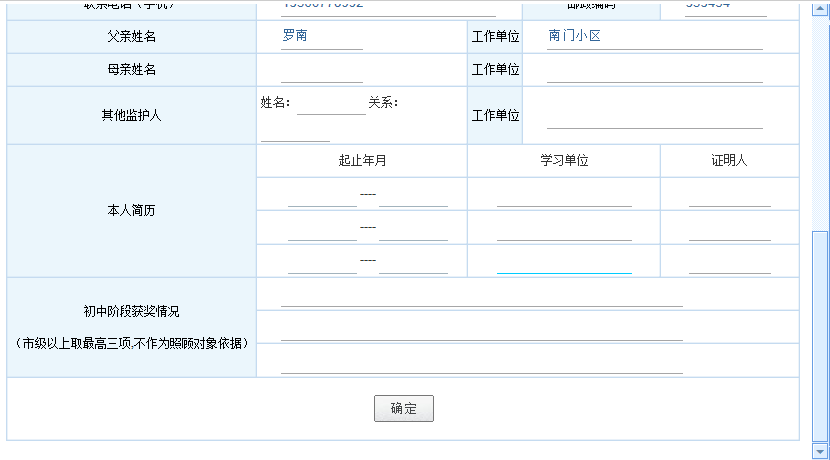 父亲姓名 罗南 工作单位 南门小区
母亲姓名 工作单位
其他监护人 姓名: 关系: 工作单位
本人简历 起止年月 学习单位 证明人
----
----
----
初中阶段获奖情况
（市级以上取最高三项,不作为照顾对象依据）
确定